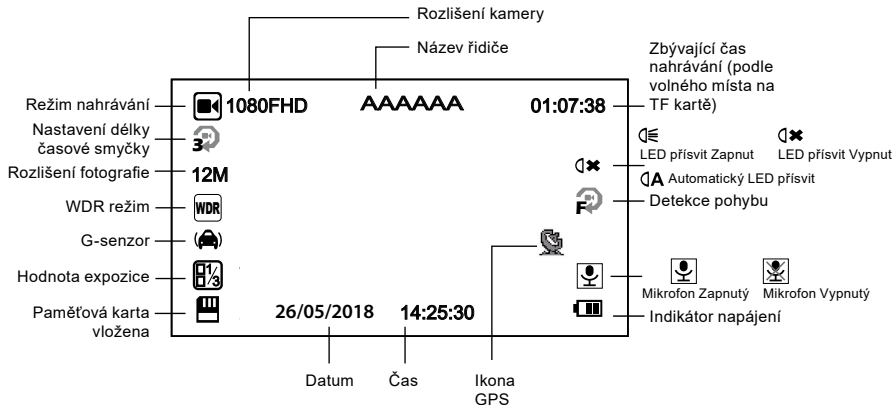 Rozlišení kamery
Název řidiče
Zbývající čas
nahrávání (podle
volného místa na
TF kartě)
Režim nahrávání
1080FHD
AAAAAA
01:07:38
Nastavení délky
časové smyčky
3
LED přísvit Zapnut
LED přísvit Vypnut
Rozlišení fotografie
12M
A
Automatický LED přísvit
WDR režim
WDR
F
Detekce pohybu
G-senzor
Hodnota expozice
1/3
Mikrofon Zapnutý
Mikrofon Vypnutý
Paměťová karta
vložena
26/05/2018
14:25:30
Indikátor napájení
Datum
Čas
Ikona
GPS